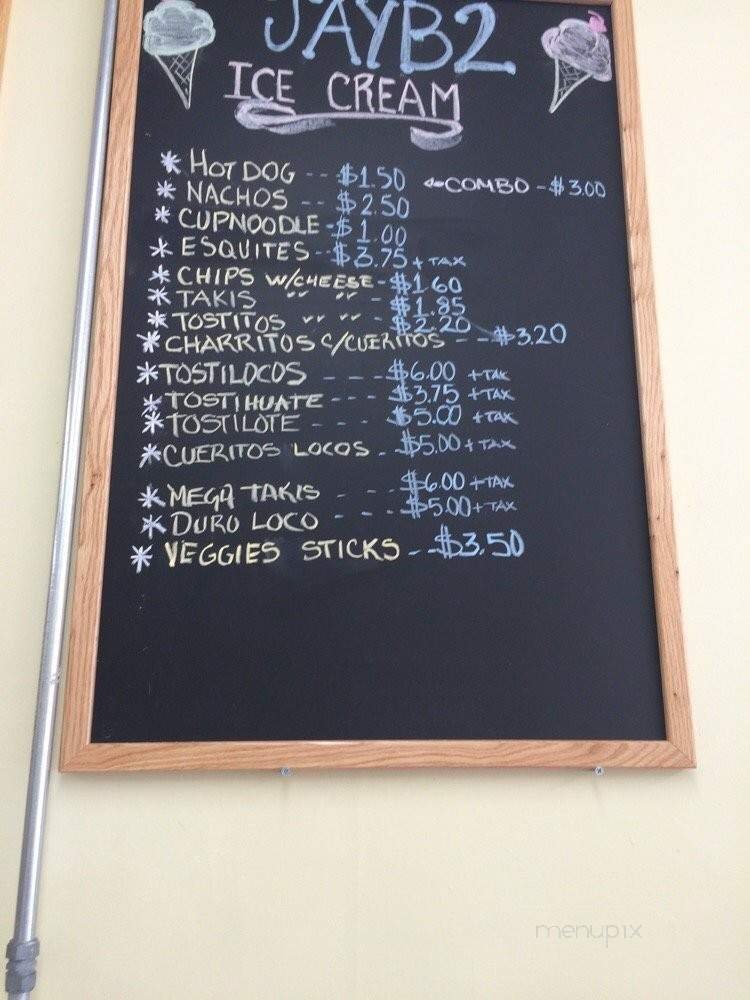 JAYB2
ICE CREAM
* HOT DOG -- $1.50 ←COMBO - $3.00
* NACHOS -- $2.50
* CUPNOODLE - $1.00
* ESQUITES -- $3.75 + TAX
* CHIPS W/CHEESE - $1.60
* TAKIS " " " " - $1.85
* TOSTITOS " " " " - $2.20
* CHARRITOS C/CUERITOS -- $3.20
* TOSTILOCOS --- $6.00 +TAX
* TOSTIHUATE --- $3.75 +TAX
* TOSTILOTE --- $5.00 +TAX
* CUERITOS LOCOS - $5.00 + TAX
* MEGA TAKIS --- $6.00 +TAX
* DURO LOCO --- $5.00 +TAX
* VEGGIES STICKS -- $3.50
menupix